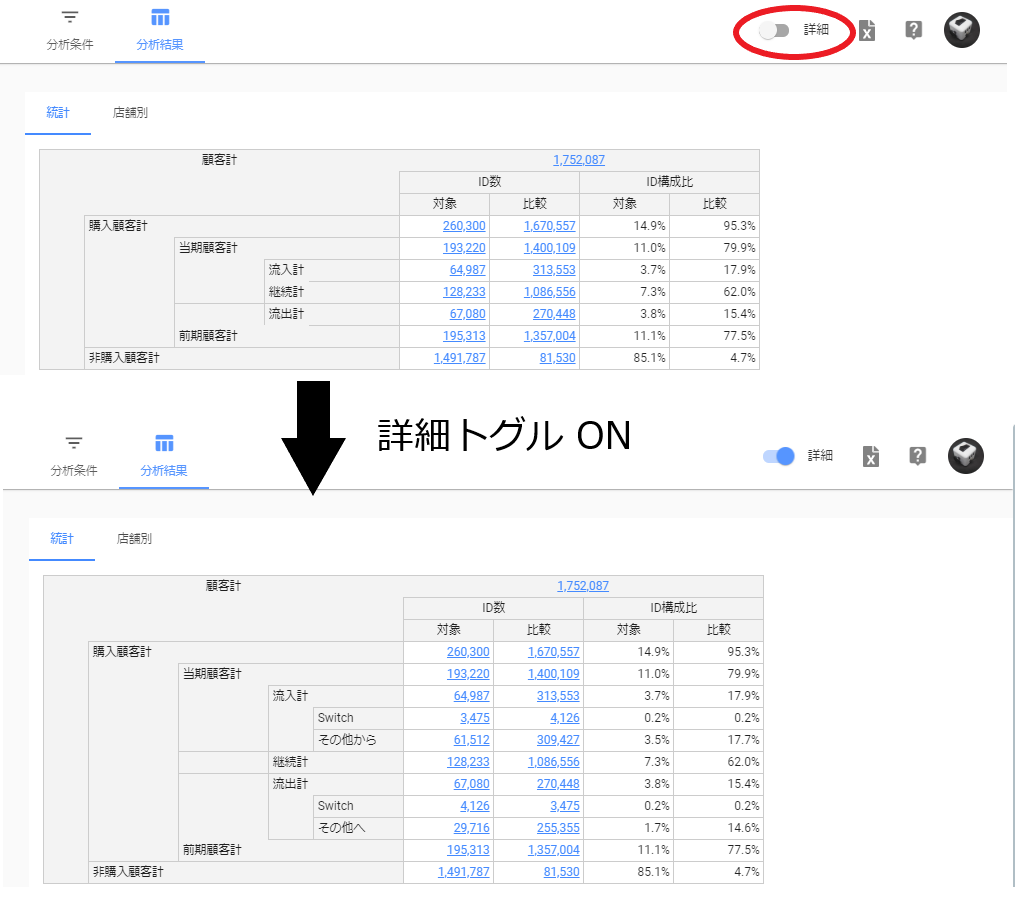 分析条件 分析結果 詳細
統計 店舗別
顧客計 1,752,087
ID数 ID構成比
対象 比較 対象 比較
購入顧客計 260,300 1,670,557 14.9% 95.3%
当期顧客計 193,220 1,400,109 11.0% 79.9%
流入計 64,987 313,553 3.7% 17.9%
継続計 128,233 1,086,556 7.3% 62.0%
流出計 67,080 270,448 3.8% 15.4%
前期顧客計 195,313 1,357,004 11.1% 77.5%
非購入顧客計 1,491,787 81,530 85.1% 4.7%
詳細トグル ON
分析条件 分析結果 詳細
統計 店舗別
顧客計 1,752,087
ID数 ID構成比
対象 比較 対象 比較
購入顧客計 260,300 1,670,557 14.9% 95.3%
当期顧客計 193,220 1,400,109 11.0% 79.9%
流入計 64,987 313,553 3.7% 17.9%
Switch 3,475 4,126 0.2% 0.2%
その他から 61,512 309,427 3.5% 17.7%
継続計 128,233 1,086,556 7.3% 62.0%
流出計 67,080 270,448 3.8% 15.4%
Switch 4,126 3,475 0.2% 0.2%
その他へ 29,716 255,355 1.7% 14.6%
前期顧客計 195,313 1,357,004 11.1% 77.5%
非購入顧客計 1,491,787 81,530 85.1% 4.7%